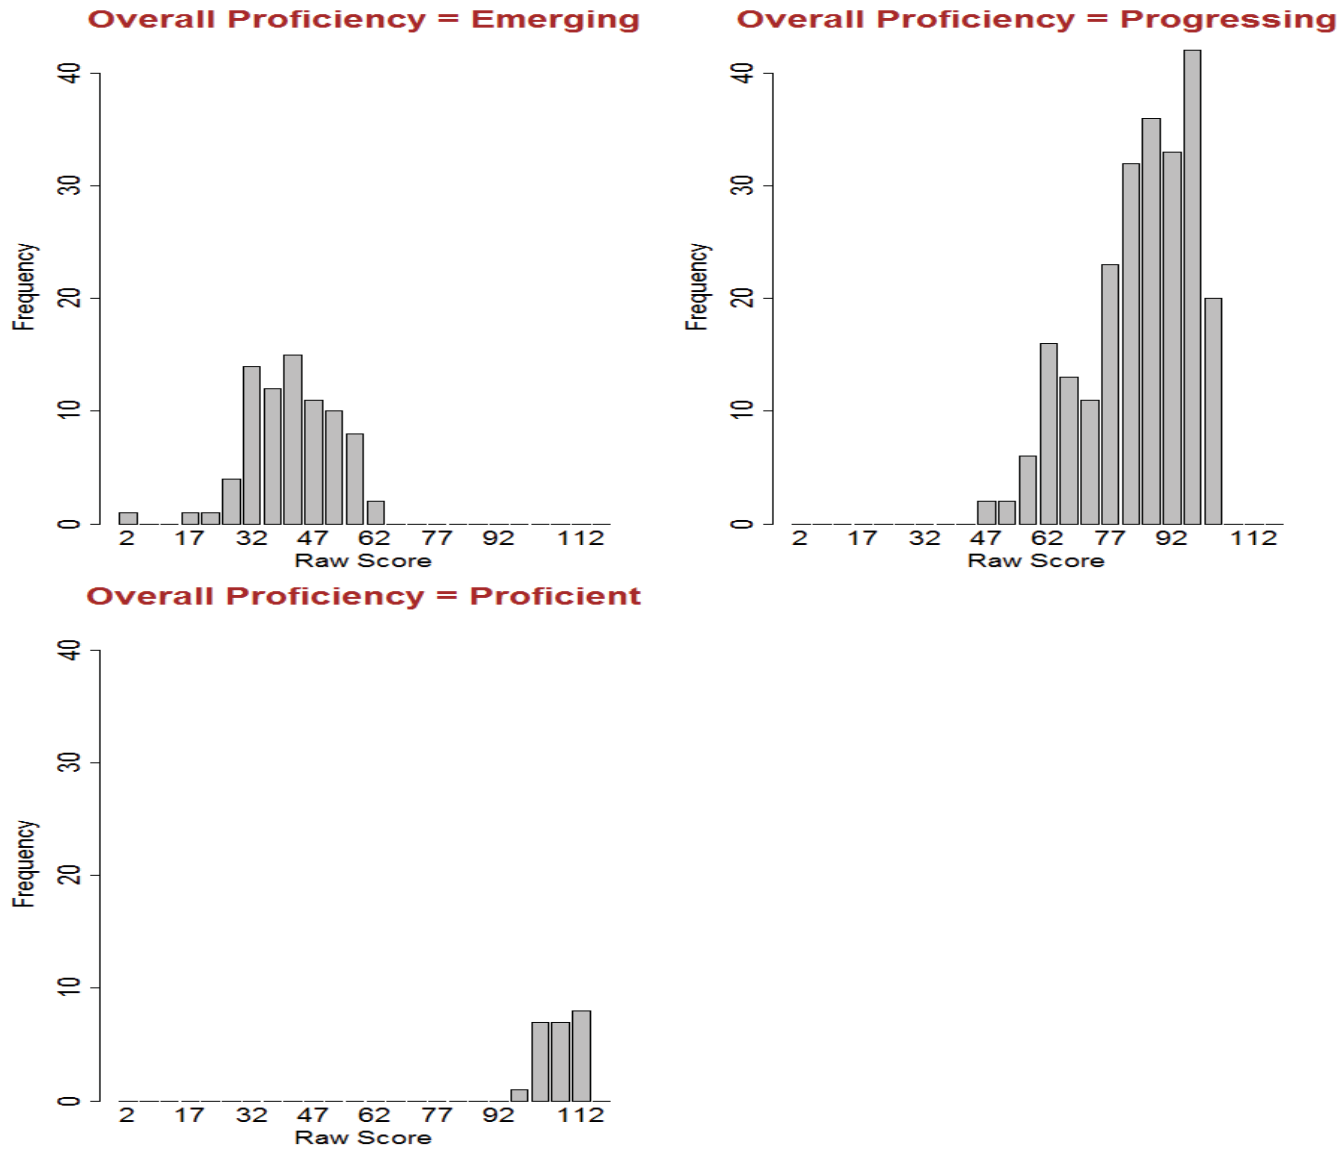 Overall Proficiency = Emerging
40
30
20
10
0
Frequency
2 17 32 47 62 77 92 112
Raw Score
Overall Proficiency = Progressing
40
30
20
10
0
Frequency
2 17 32 47 62 77 92 112
Raw Score
Overall Proficiency = Proficient
40
30
20
10
0
Frequency
2 17 32 47 62 77 92 112
Raw Score